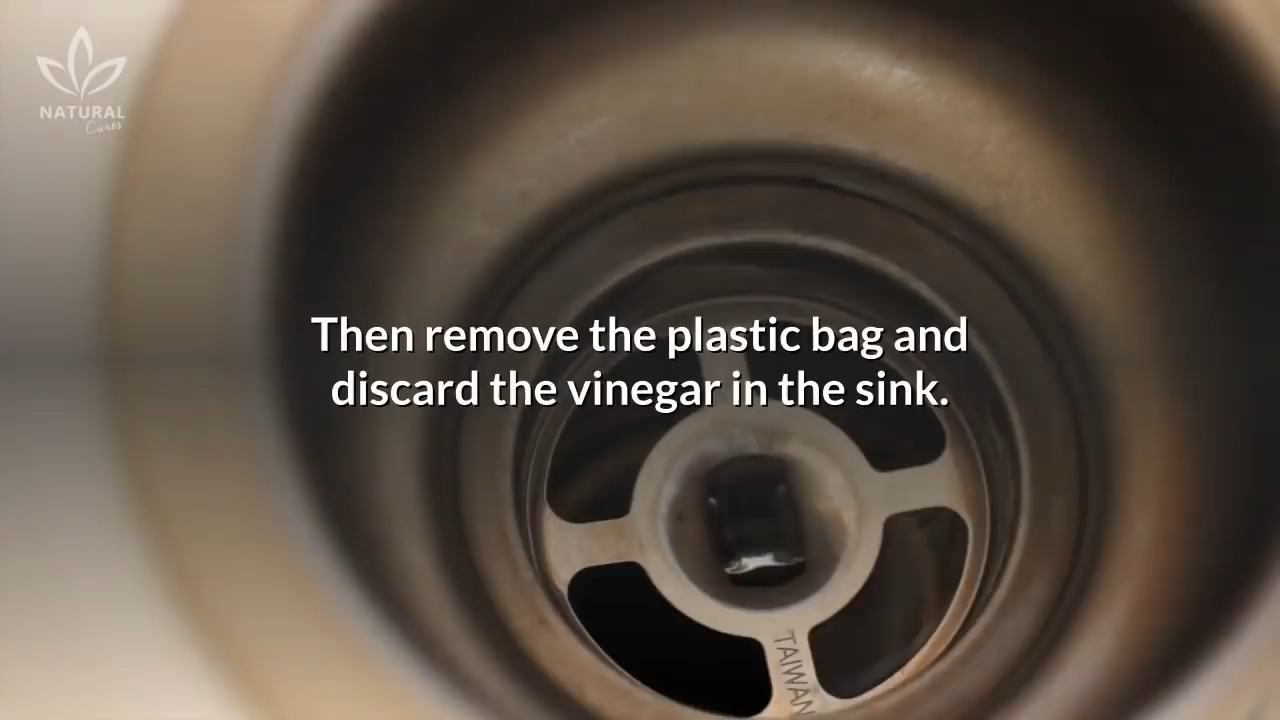 NATURAL
Cures
Then remove the plastic bag and
discard the vinegar in the sink.
TAIWAN